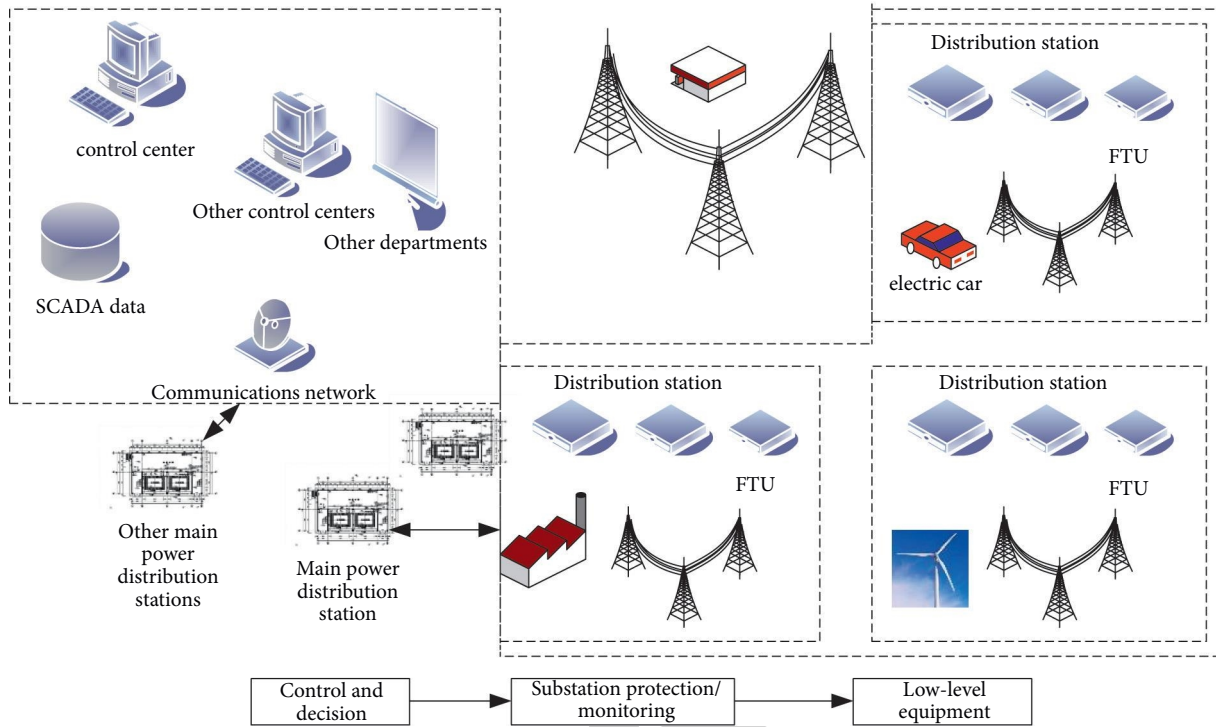 control center
Other control centers
Other departments
SCADA data
Communications network
Other main
power
distribution
stations
Main power
distribution
station
Distribution station
FTU
electric car
Distribution station
FTU
Distribution station
FTU
Control and
decision
Substation protection/
monitoring
Low-level
equipment